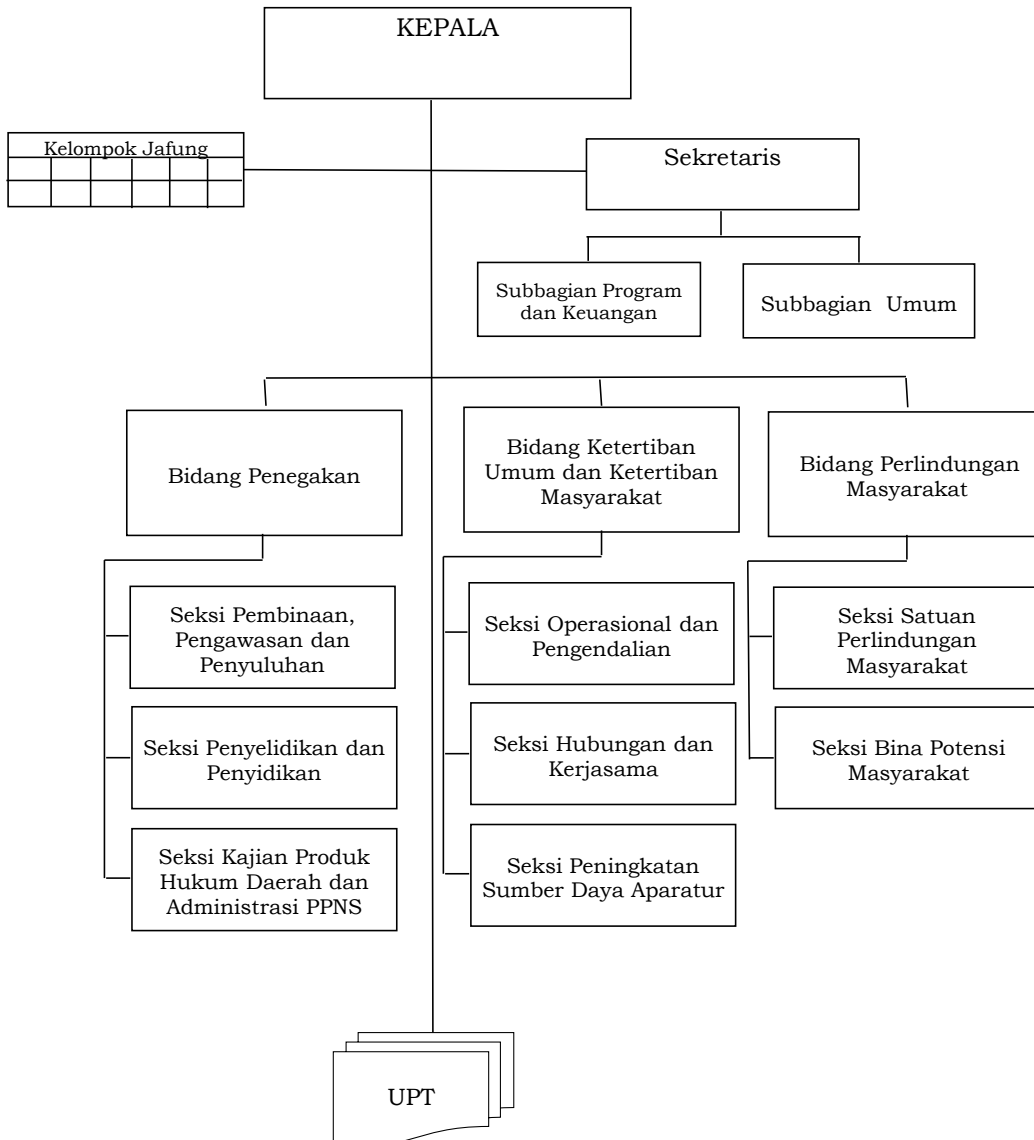 KEPALA
Kelompok Jafung
Sekretaris
Subbagian Program
dan Keuangan
Subbagian Umum
Bidang Penegakan
Bidang Ketertiban
Umum dan Ketertiban
Masyarakat
Bidang Perlindungan
Masyarakat
Seksi Pembinaan,
Pengawasan dan
Penyuluhan
Seksi Operasional dan
Pengendalian
Seksi Satuan
Perlindungan
Masyarakat
Seksi Penyelidikan dan
Penyidikan
Seksi Hubungan dan
Kerjasama
Seksi Bina Potensi
Masyarakat
Seksi Kajian Produk
Hukum Daerah dan
Administrasi PPNS
Seksi Peningkatan
Sumber Daya Aparatur
UPT